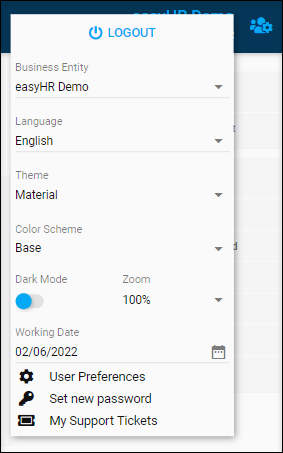 easyHR Demo
LOGOUT
Business Entity
easyHR Demo
Language
English
Theme
Material
Color Scheme
Base
Dark Mode
Zoom
100%
Working Date
02/06/2022
User Preferences
Set new password
My Support Tickets